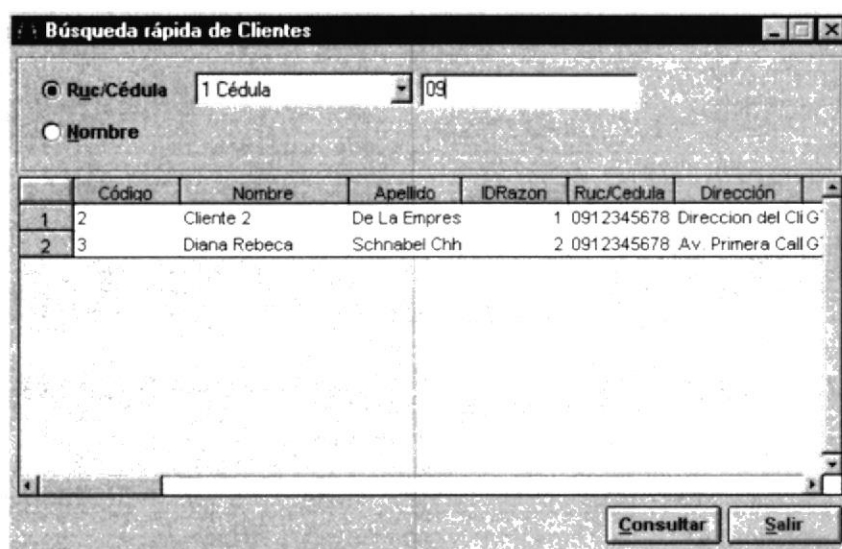 Búsqueda rápida de Clientes
Ruc/Cédula 1 Cédula 09
Nombre
Código Nombre Apellido IDRazon Ruc/Cedula Dirección
1 2 Cliente 2 De La Empres 1 0912345678 Direccion del Cli
2 3 Diana Rebeca Schnabel Chh 2 0912345678 Av. Primera Call
Consultar Salir